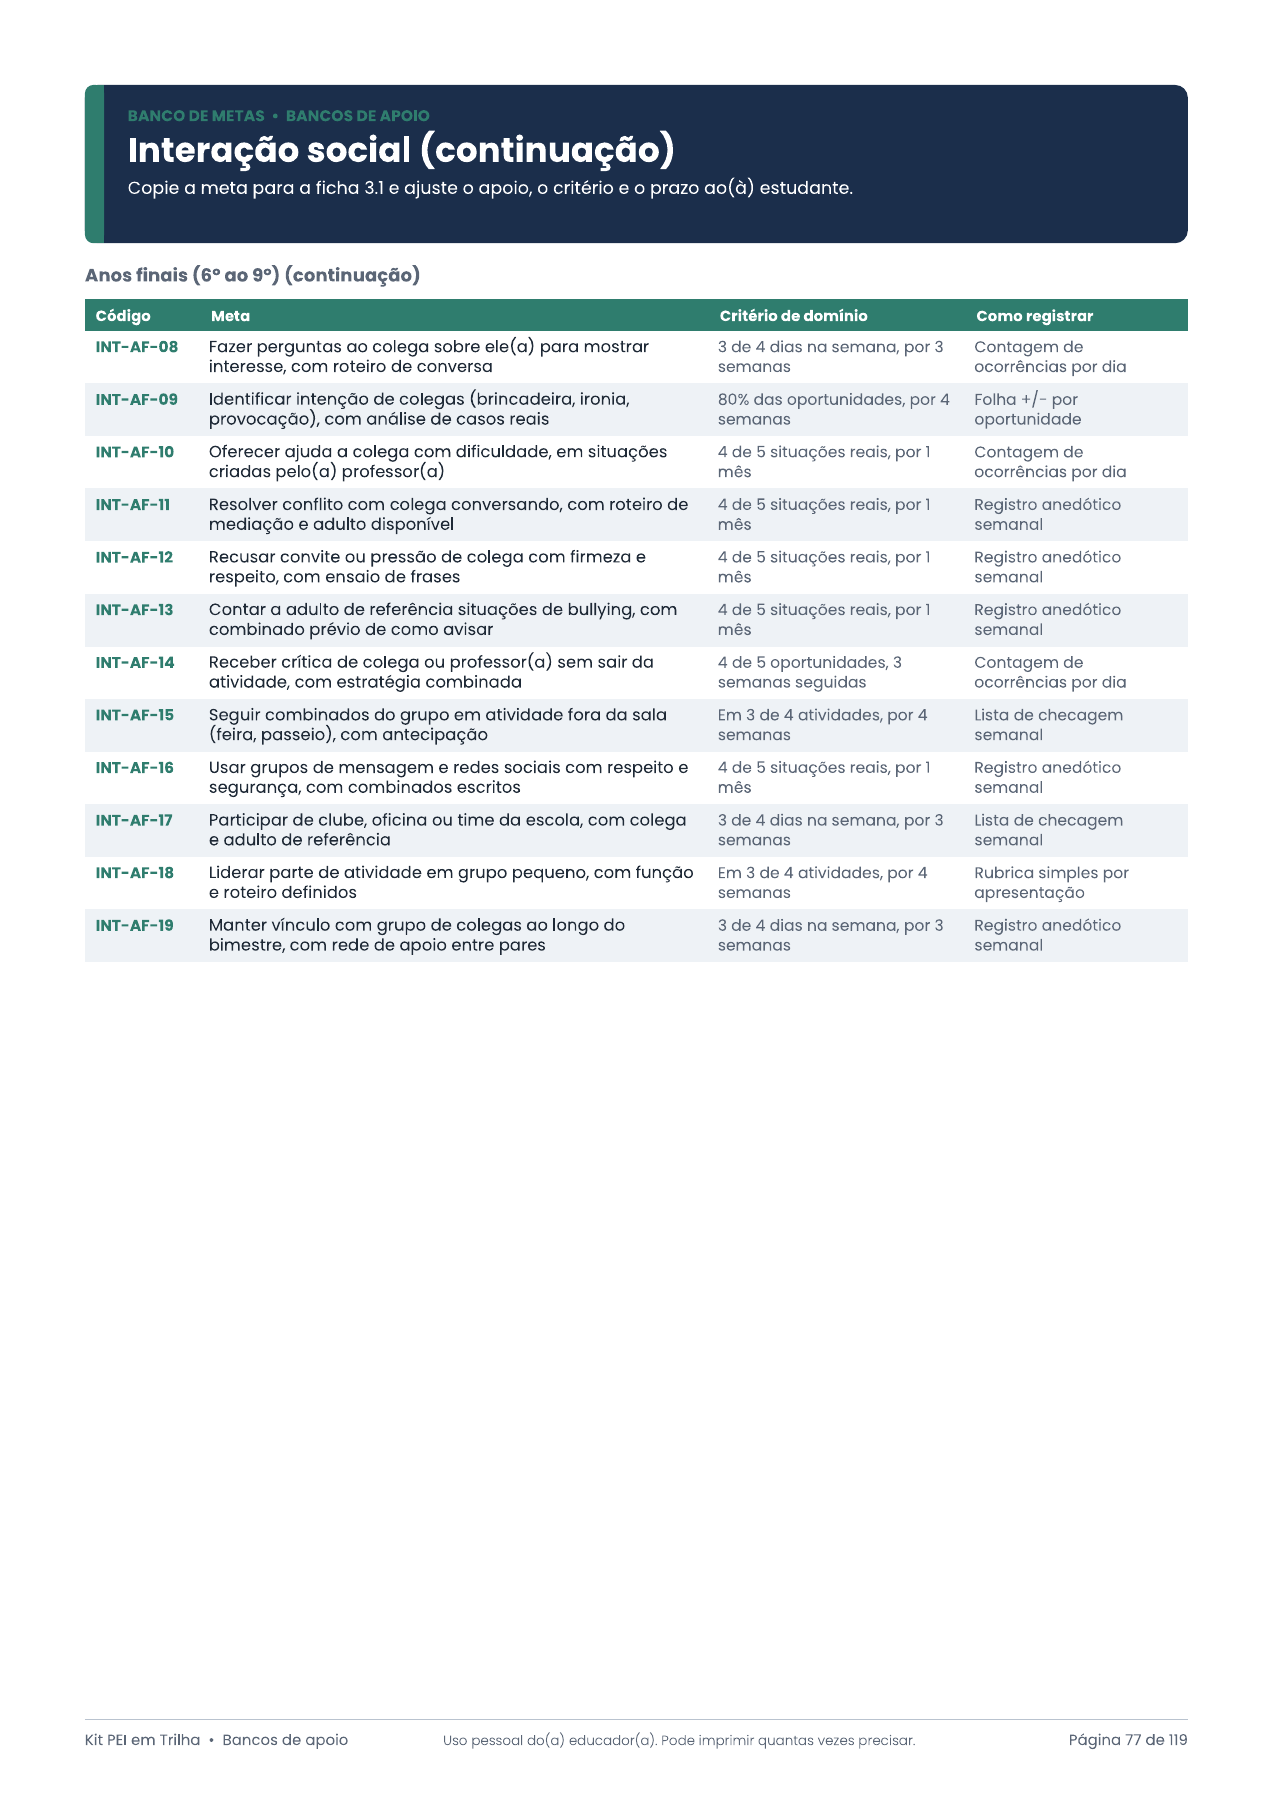 BANCO DE METAS • BANCOS DE APOIO
Interação social (continuação)
Copie a meta para a ficha 3.1 e ajuste o apoio, o critério e o prazo ao(à) estudante.
Anos finais (6º ao 9º) (continuação)
Código Meta Critério de domínio Como registrar
INT-AF-08 Fazer perguntas ao colega sobre ele(a) para mostrar 3 de 4 dias na semana, por 3 Contagem de
interesse, com roteiro de conversa semanas ocorrências por dia
INT-AF-09 Identificar intenção de colegas (brincadeira, ironia, 80% das oportunidades, por 4 Folha +/- por
provocação), com análise de casos reais semanas oportunidade
INT-AF-10 Oferecer ajuda a colega com dificuldade, em situações 4 de 5 situações reais, por 1 Contagem de
criadas pelo(a) professor(a) mês ocorrências por dia
INT-AF-11 Resolver conflito com colega conversando, com roteiro de 4 de 5 situações reais, por 1 Registro anedótico
mediação e adulto disponível mês semanal
INT-AF-12 Recusar convite ou pressão de colega com firmeza e 4 de 5 situações reais, por 1 Registro anedótico
respeito, com ensaio de frases mês semanal
INT-AF-13 Contar a adulto de referência situações de bullying, com 4 de 5 situações reais, por 1 Registro anedótico
combinado prévio de como avisar mês semanal
INT-AF-14 Receber crítica de colega ou professor(a) sem sair da 4 de 5 oportunidades, 3 Contagem de
atividade, com estratégia combinada semanas seguidas ocorrências por dia
INT-AF-15 Seguir combinados do grupo em atividade fora da sala Em 3 de 4 atividades, por 4 Lista de checagem
(feira, passeio), com antecipação semanas semanal
INT-AF-16 Usar grupos de mensagem e redes sociais com respeito e 4 de 5 situações reais, por 1 Registro anedótico
segurança, com combinados escritos mês semanal
INT-AF-17 Participar de clube, oficina ou time da escola, com colega 3 de 4 dias na semana, por 3 Lista de checagem
e adulto de referência semanas semanal
INT-AF-18 Liderar parte de atividade em grupo pequeno, com função Em 3 de 4 atividades, por 4 Rubrica simples por
e roteiro definidos semanas apresentação
INT-AF-19 Manter vínculo com grupo de colegas ao longo do 3 de 4 dias na semana, por 3 Registro anedótico
bimestre, com rede de apoio entre pares semanas semanal
Kit PEI em Trilha • Bancos de apoio Uso pessoal do(a) educador(a). Pode imprimir quantas vezes precisar. Página 77 de 119